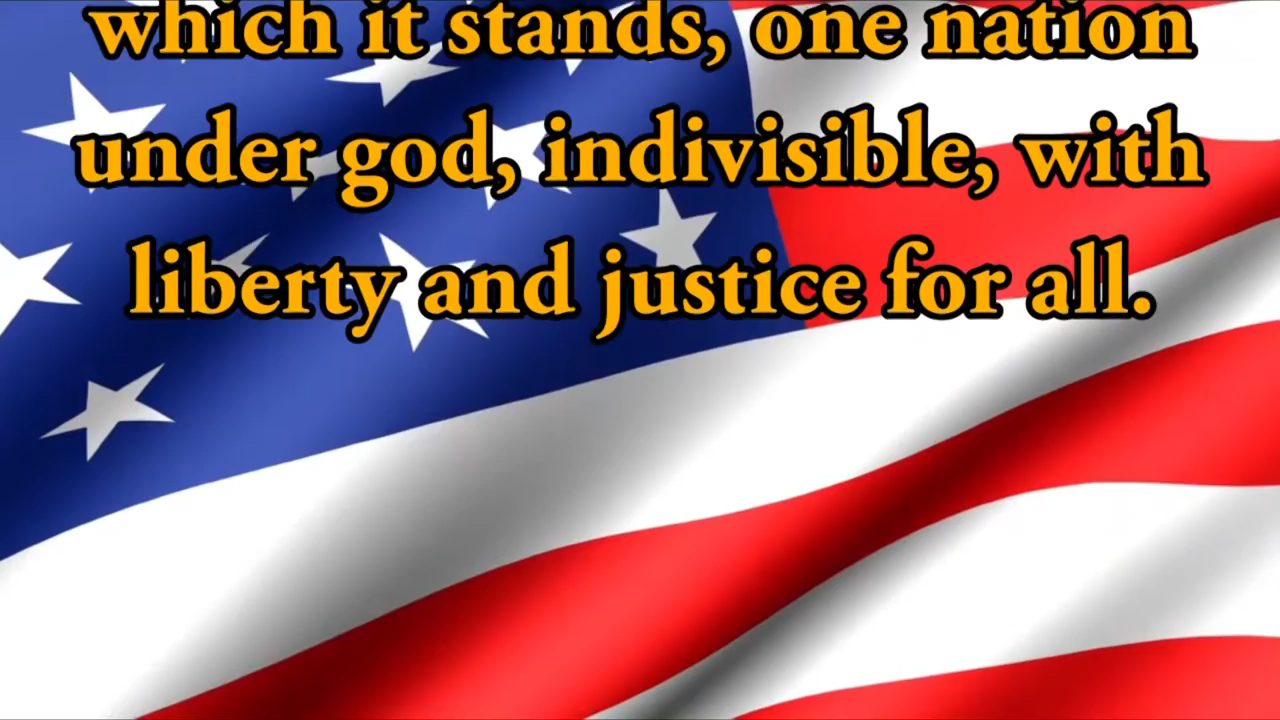 which it stands, one nation
under god, indivisible, with
liberty and justice for all.